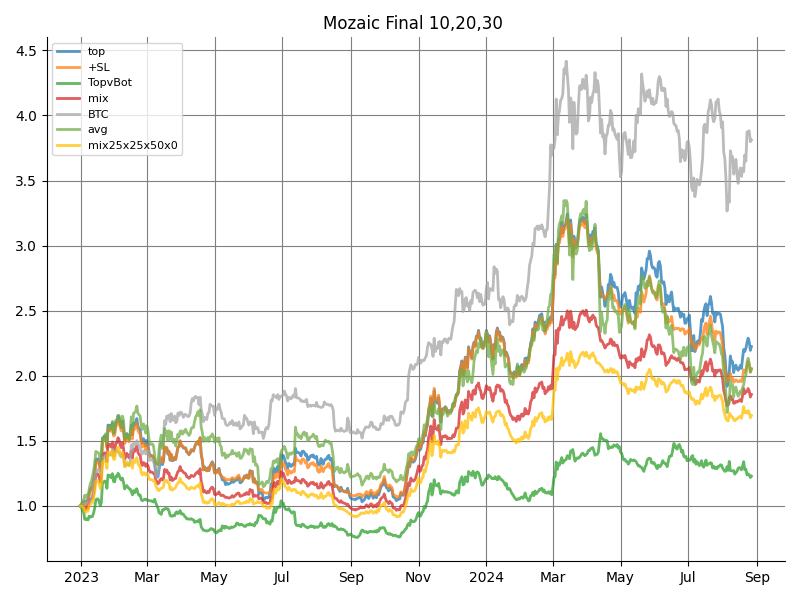 Mozaic Final 10,20,30
4.5
4.0
3.5
3.0
2.5
2.0
1.5
1.0
top
+SL
TopvBot
mix
BTC
avg
mix25x25x50x0
2023 Mar May Jul Sep Nov 2024 Mar May Jul Sep